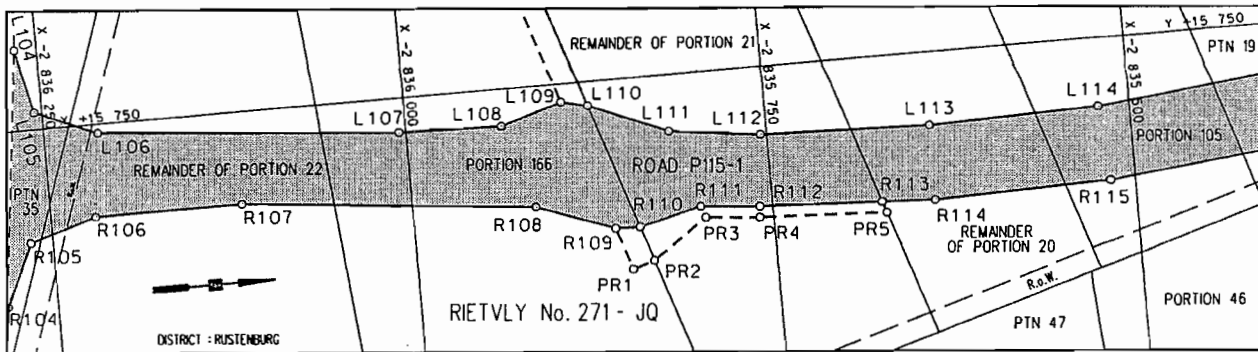 L104
X -2 836 250
REMAINDER OF PORTION 21
X -2 836 000
X -2 835 750
X -2 835 500
Y +15 750
PTN 19
L109
L110
L114
+15 750
L105
L106
L107
L108
L111
L112
L113
REMAINDER OF PORTION 22
PORTION 166
ROAD P115-1
PORTION 105
PTN
35
3
R111
R112
R113
R115
R106
R107
R108
R110
R114
R105
R109
PR3
PR4
PR5
REMAINDER
OF PORTION 20
PR1
PR2
R.o.W.
R104
RIETVLY No. 271 - JQ
PORTION 46
PTN 47
DISTRICT : RUSTENBURG